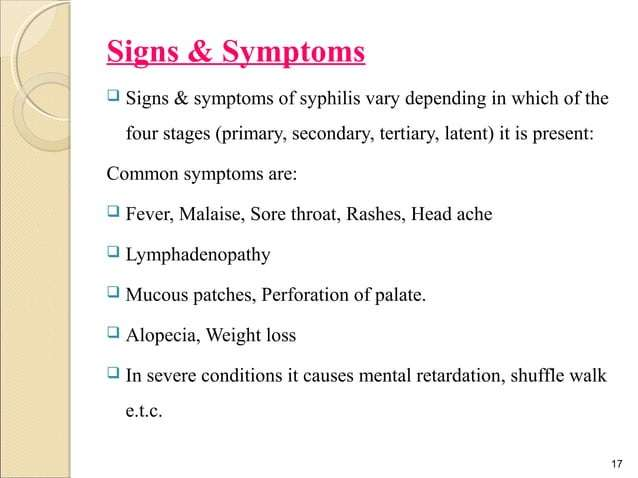 Signs & Symptoms
❑ Signs & symptoms of syphilis vary depending in which of the
four stages (primary, secondary, tertiary, latent) it is present:
Common symptoms are:
❑ Fever, Malaise, Sore throat, Rashes, Head ache
❑ Lymphadenopathy
❑ Mucous patches, Perforation of palate.
❑ Alopecia, Weight loss
❑ In severe conditions it causes mental retardation, shuffle walk
e.t.c.
17